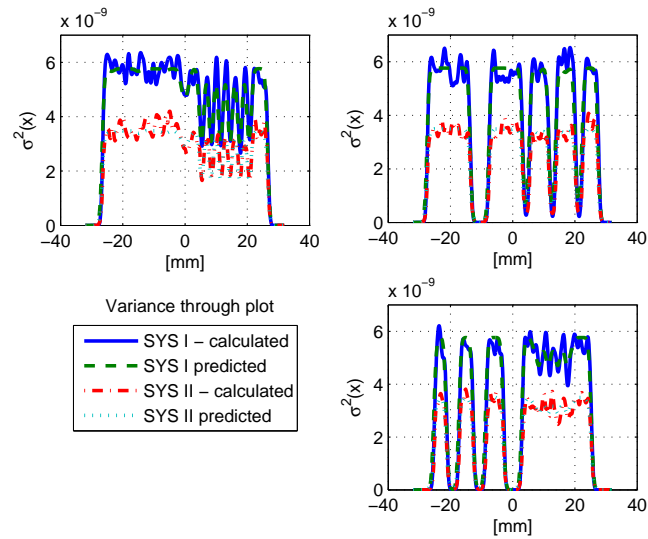 x 10⁻⁹
6
4
2
0
σ²(x)
−40 −20 0 20 40
[mm]
x 10⁻⁹
6
4
2
0
σ²(x)
−40 −20 0 20 40
[mm]
Variance through plot
SYS I − calculated
SYS I predicted
SYS II − calculated
SYS II predicted
x 10⁻⁹
6
4
2
0
σ²(x)
−40 −20 0 20 40
[mm]